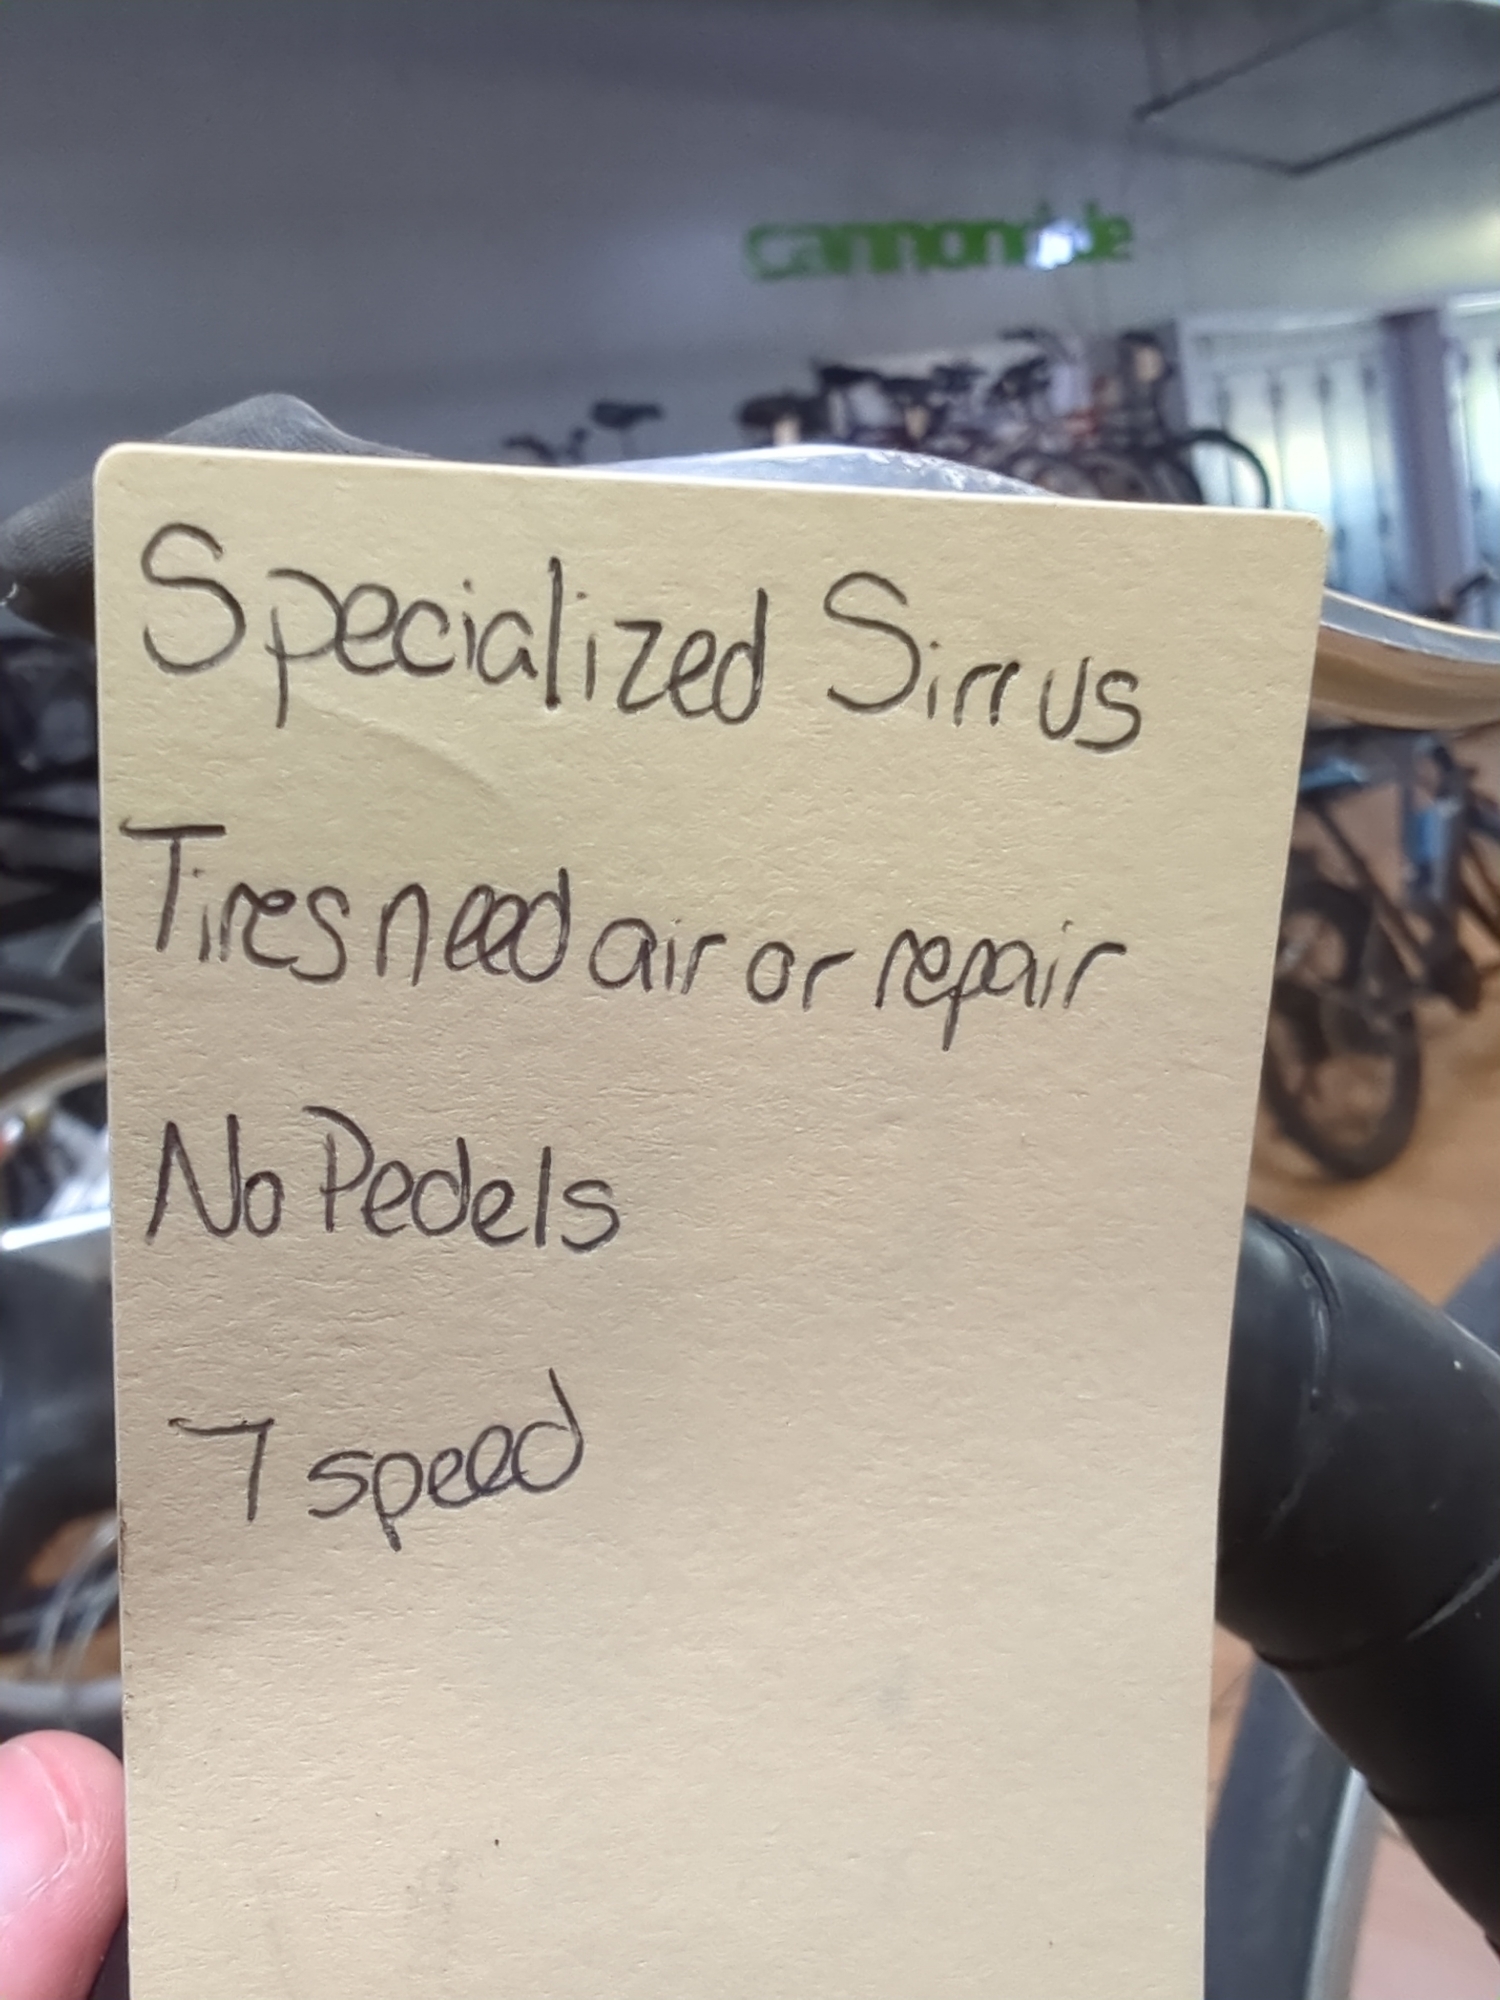 cannondale
Specialized Sirrus
Tires need air or repair
No Pedels
7 speed